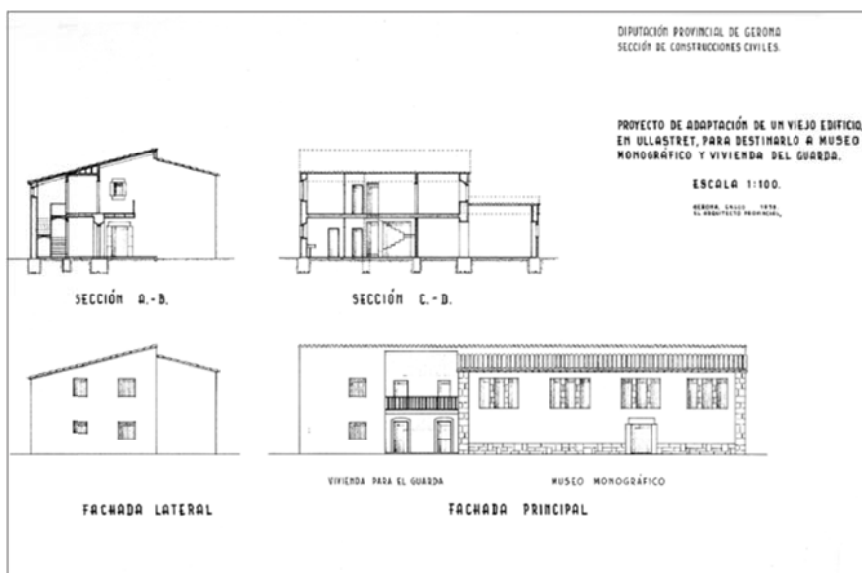 DIPUTACIÓN PROVINCIAL DE GERONA
SECCIÓN DE CONSTRUCCIONES CIVILES.
PROYECTO DE ADAPTACIÓN DE UN VIEJO EDIFICIO,
EN ULLASTRET, PARA DESTINARLO A MUSEO
MONOGRÁFICO Y VIVIENDA DEL GUARDA.
ESCALA 1:100.
GERONA,
EL ARQUITECTO PROVINCIAL,
SECCIÓN A.-B.
SECCIÓN C.-D.
VIVIENDA PARA EL GUARDA
MUSEO MONOGRÁFICO
FACHADA LATERAL
FACHADA PRINCIPAL